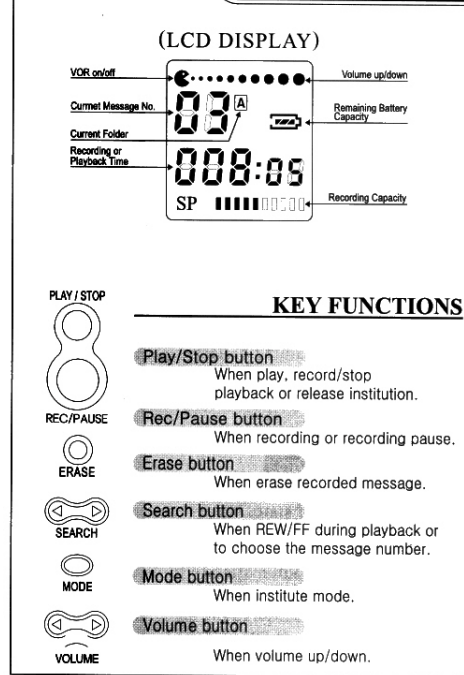 (LCD DISPLAY)
VOR on/off
Volume up/down
Currnet Message No.
03 A
Remaining Battery
Capacity
Current Folder
Recording or
Playback Time
008:05
SP
Recording Capacity
PLAY / STOP
KEY FUNCTIONS
Play/Stop button
When play, record/stop
playback or release institution.
REC/PAUSE
Rec/Pause button
When recording or recording pause.
ERASE
Erase button
When erase recorded message.
SEARCH
Search button
When REW/FF during playback or
to choose the message number.
MODE
Mode button
When institute mode.
VOLUME
Volume button
When volume up/down.